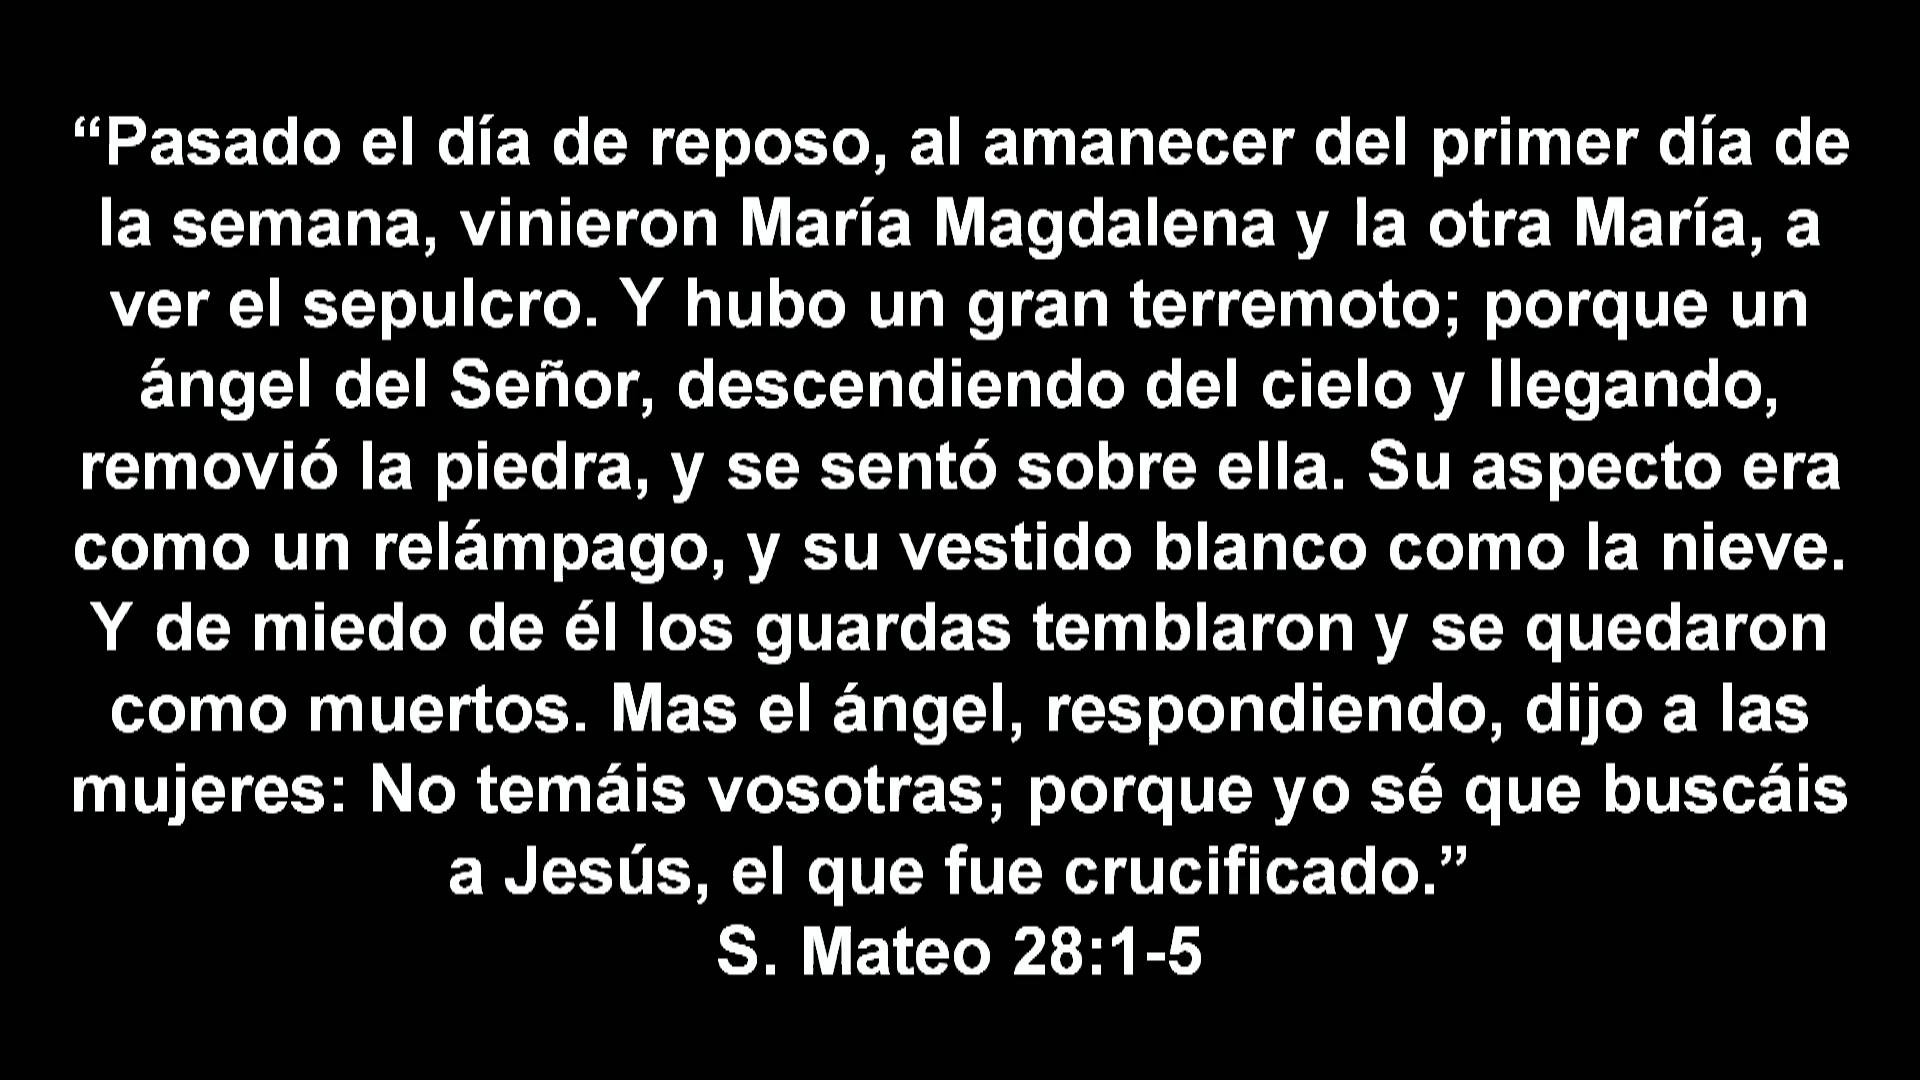 “Pasado el día de reposo, al amanecer del primer día de
la semana, vinieron María Magdalena y la otra María, a
ver el sepulcro. Y hubo un gran terremoto; porque un
ángel del Señor, descendiendo del cielo y llegando,
removió la piedra, y se sentó sobre ella. Su aspecto era
como un relámpago, y su vestido blanco como la nieve.
Y de miedo de él los guardas temblaron y se quedaron
como muertos. Mas el ángel, respondiendo, dijo a las
mujeres: No temáis vosotras; porque yo sé que buscáis
a Jesús, el que fue crucificado.”
S. Mateo 28:1-5